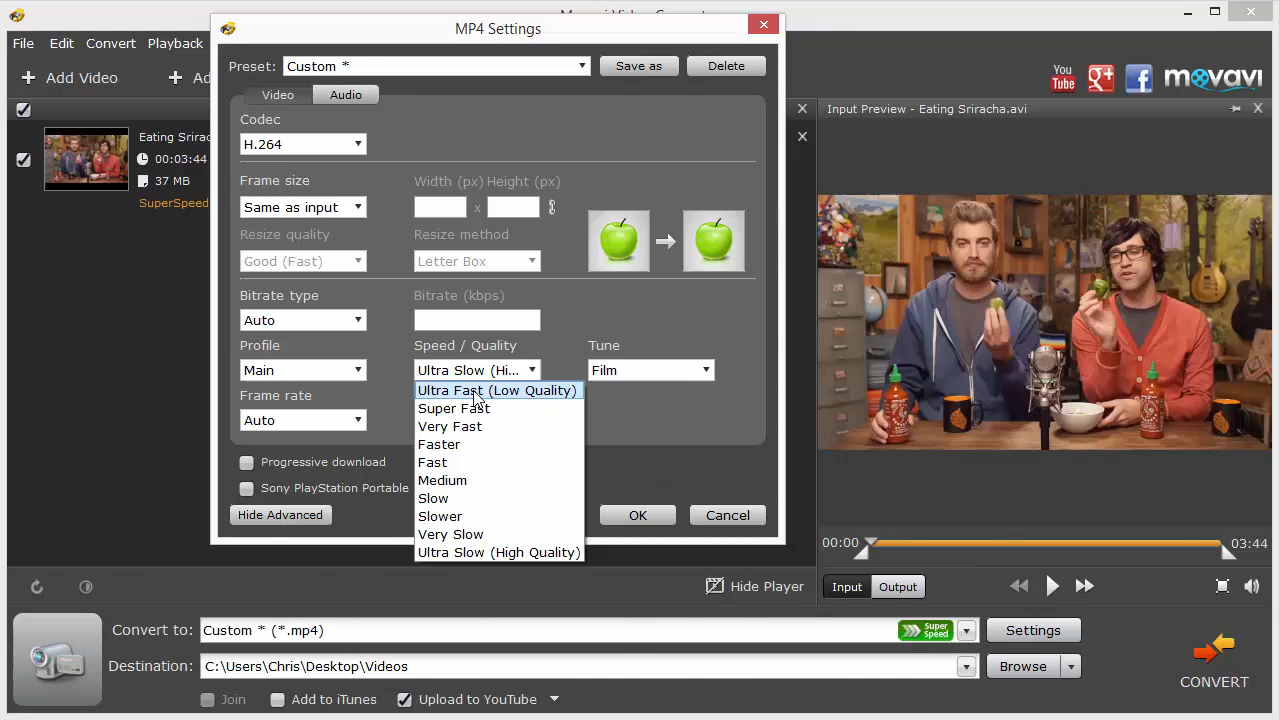 Movavi Video Converter
MP4 Settings
File Edit Convert Playback
Add Video
Preset: Custom * Save as Delete
Video Audio
You Tube g+ f movavi
Input Preview - Eating Sriracha.avi
Codec
H.264
Eating Srirac
00:03:44
37 MB
SuperSpeed
Frame size Width (px) Height (px)
Same as input x
Resize quality Resize method
Good (Fast) Letter Box
Bitrate type Bitrate (kbps)
Auto
Profile Speed / Quality Tune
Main Ultra Slow (Hi... Film
Frame rate
Auto
Ultra Fast (Low Quality)
Super Fast
Very Fast
Faster
Fast
Medium
Slow
Slower
Very Slow
Ultra Slow (High Quality)
Progressive download
Sony PlayStation Portable
Hide Advanced OK Cancel
00:00 03:44
Hide Player Input Output
Convert to: Custom * (*.mp4) Super Speed Settings
Destination: C:\Users\Chris\Desktop\Videos Browse
Join Add to iTunes Upload to YouTube
CONVERT